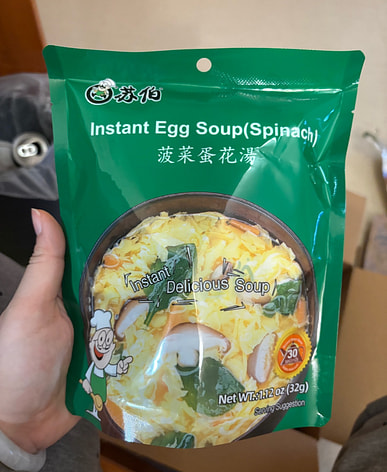 苏伯
Instant Egg Soup(Spinach)
菠菜蛋花湯
Instant Delicious Soup
30
Net WT.: 1.12 oz (32g)
Serving Suggestion